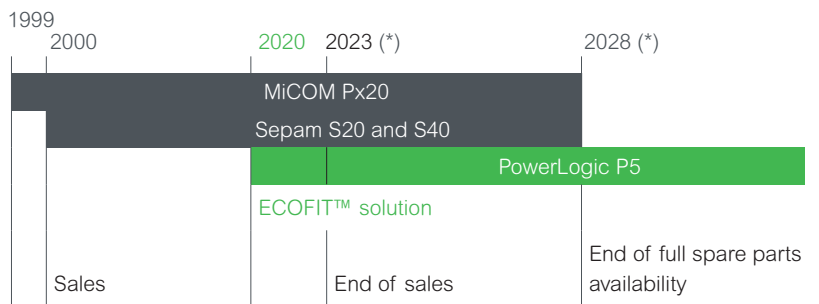 1999
2000
2020
2023 (*)
2028 (*)
MiCOM Px20
Sepam S20 and S40
PowerLogic P5
ECOFIT™ solution
Sales
End of sales
End of full spare parts
availability